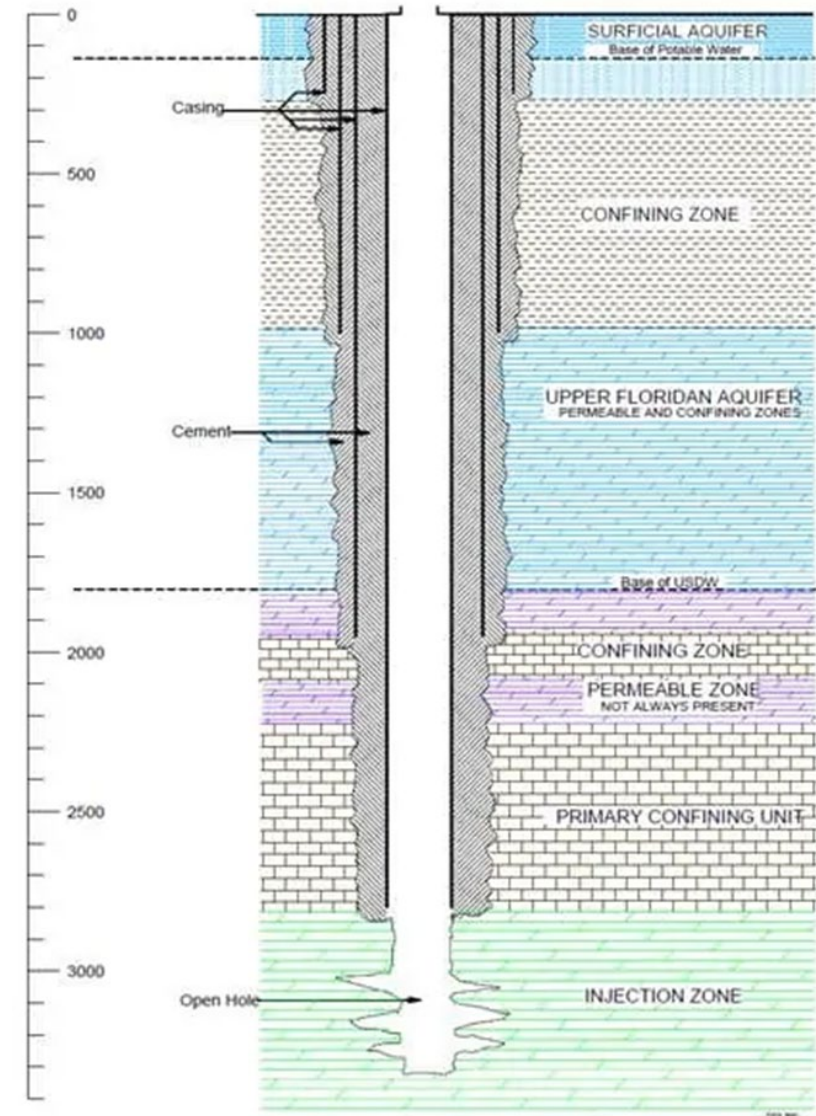 0
SURFICIAL AQUIFER
Base of Potable Water
Casing
500
CONFINING ZONE
1000
UPPER FLORIDAN AQUIFER
PERMEABLE AND CONFINING ZONES
Cement
1500
Base of USDW
2000
CONFINING ZONE
PERMEABLE ZONE
NOT ALWAYS PRESENT
2500
PRIMARY CONFINING UNIT
3000
Open Hole
INJECTION ZONE